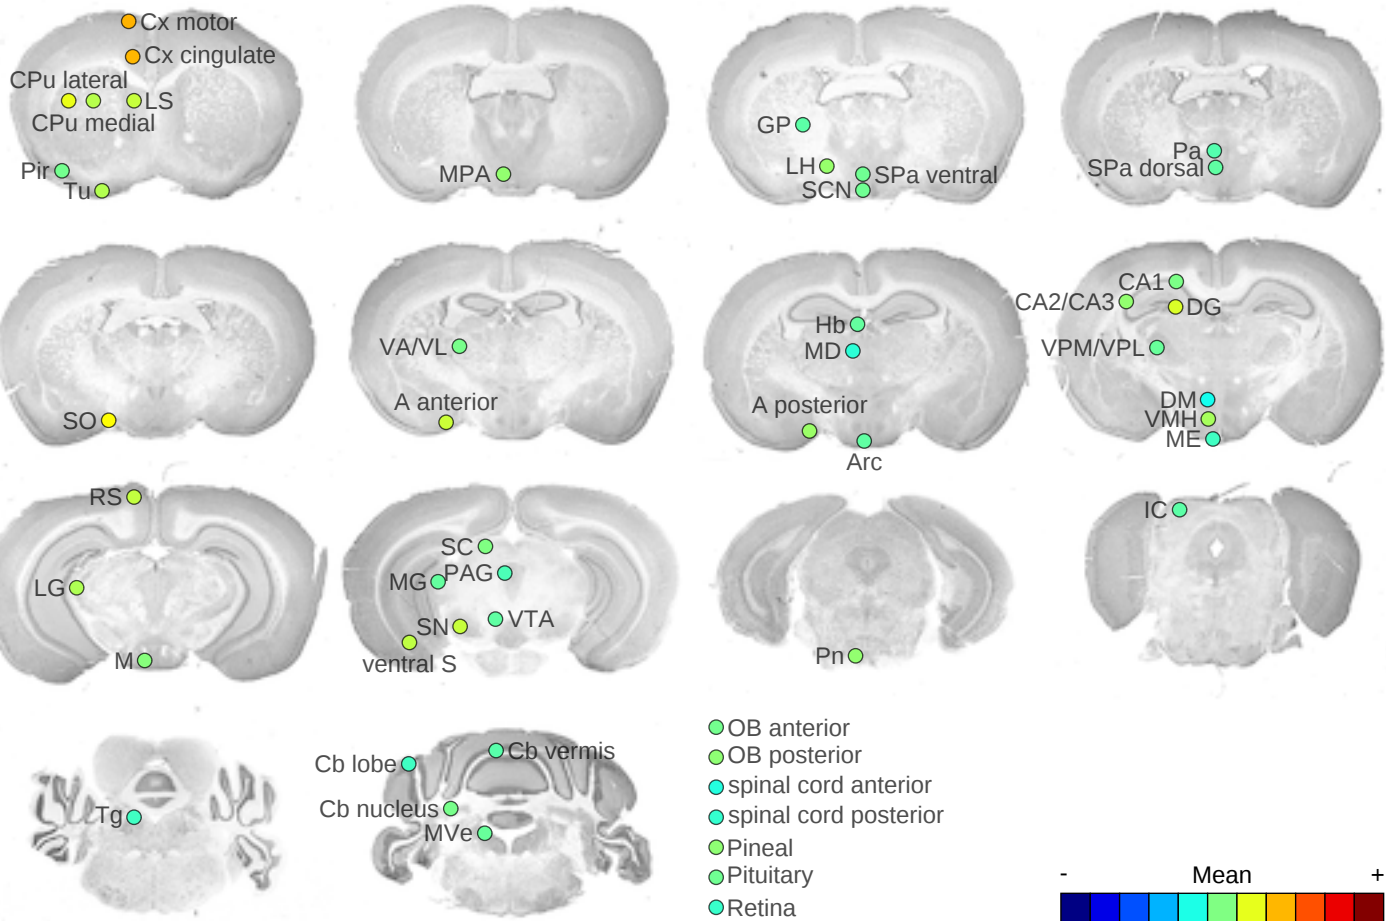 Cx motor
Cx cingulate
CPu lateral
LS
CPu medial
Pir
Tu
MPA
GP
LH
SPa ventral
SCN
Pa
SPa dorsal
SO
VA/VL
A anterior
Hb
MD
A posterior
Arc
CA1
CA2/CA3
DG
VPM/VPL
DM
VMH
ME
RS
LG
M
SC
MG
PAG
SN
VTA
ventral S
Pn
IC
Tg
Cb lobe
Cb vermis
Cb nucleus
MVe
OB anterior
OB posterior
spinal cord anterior
spinal cord posterior
Pineal
Pituitary
Retina
- Mean +